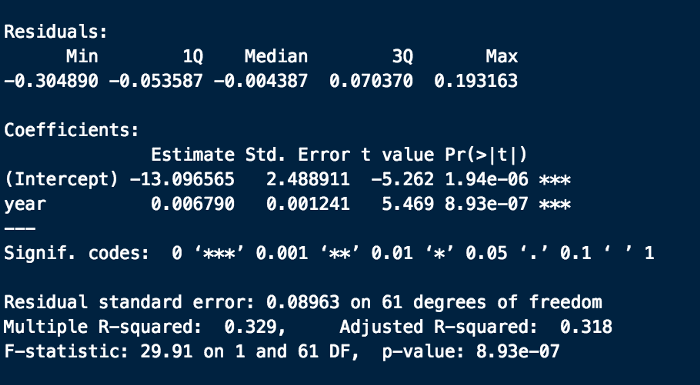 Residuals:
      Min        1Q    Median        3Q       Max
-0.304890 -0.053587 -0.004387  0.070370  0.193163

Coefficients:
              Estimate Std. Error t value Pr(>|t|)
(Intercept) -13.096565   2.488911  -5.262 1.94e-06 ***
year          0.006790   0.001241   5.469 8.93e-07 ***
---
Signif. codes:  0 ‘***’ 0.001 ‘**’ 0.01 ‘*’ 0.05 ‘.’ 0.1 ‘ ’ 1

Residual standard error: 0.08963 on 61 degrees of freedom
Multiple R-squared:  0.329,     Adjusted R-squared:  0.318
F-statistic: 29.91 on 1 and 61 DF,  p-value: 8.93e-07